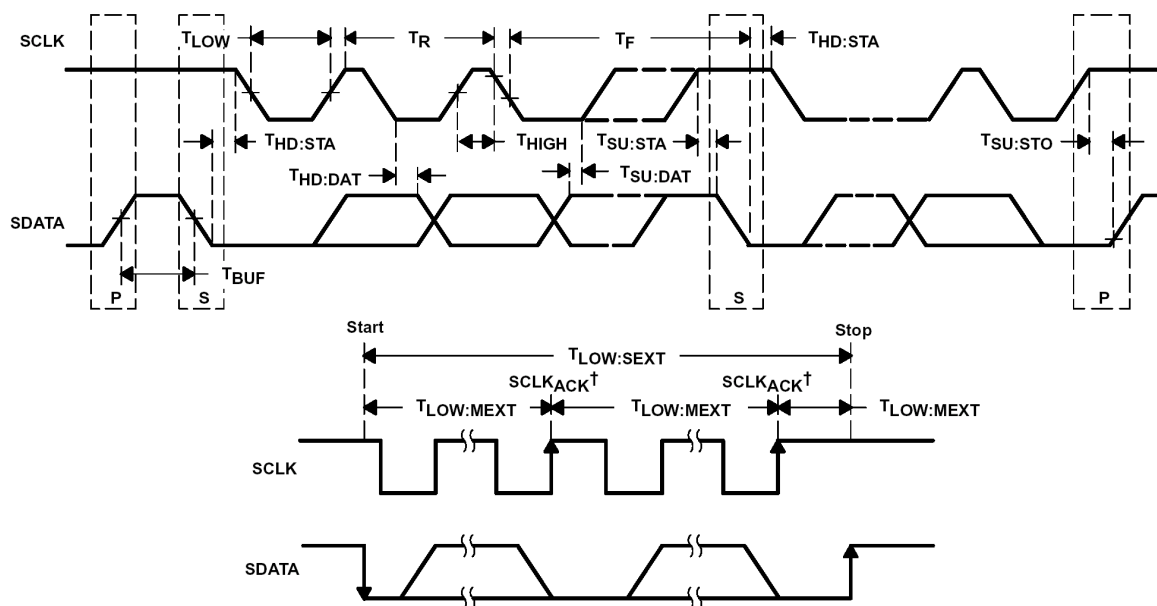 SCLK
TLOW
TR
TF
THD:STA
THD:STA
THIGH
TSU:STA
TSU:STO
THD:DAT
TSU:DAT
SDATA
TBUF
P
S
S
P
Start
Stop
TLOW:SEXT
SCLKACK†
SCLKACK†
TLOW:MEXT
TLOW:MEXT
TLOW:MEXT
SCLK
SDATA